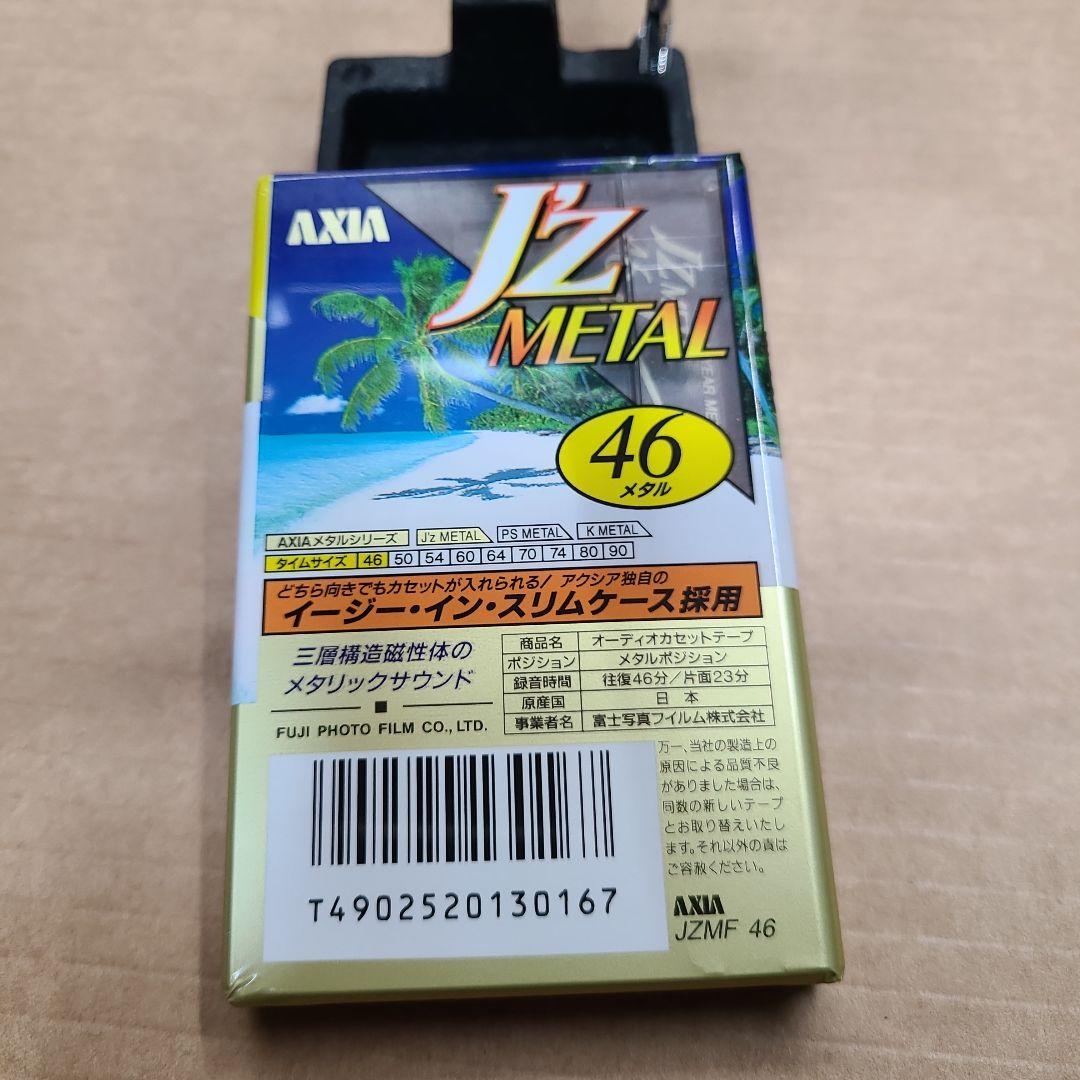 AXIA
J'z
METAL
46
メタル
AXIAメタルシリーズ J'z METAL PS METAL K METAL
タイムサイズ 46 50 54 60 64 70 74 80 90
どちら向きでもカセットが入れられる! アクシア独自の
イージー・イン・スリムケース採用
三層構造磁性体の
メタリックサウンド
FUJI PHOTO FILM CO., LTD.
商品名 オーディオカセットテープ
ポジション メタルポジション
録音時間 往復46分/片面23分
原産国 日 本
事業者名 富士写真フイルム株式会社
万一、当社の製造上の
原因による品質不良
がありました場合は、
同数の新しいテープ
とお取り替えいたし
ます。それ以外の責は
ご容赦ください。
T4902520130167
AXIA
JZMF 46